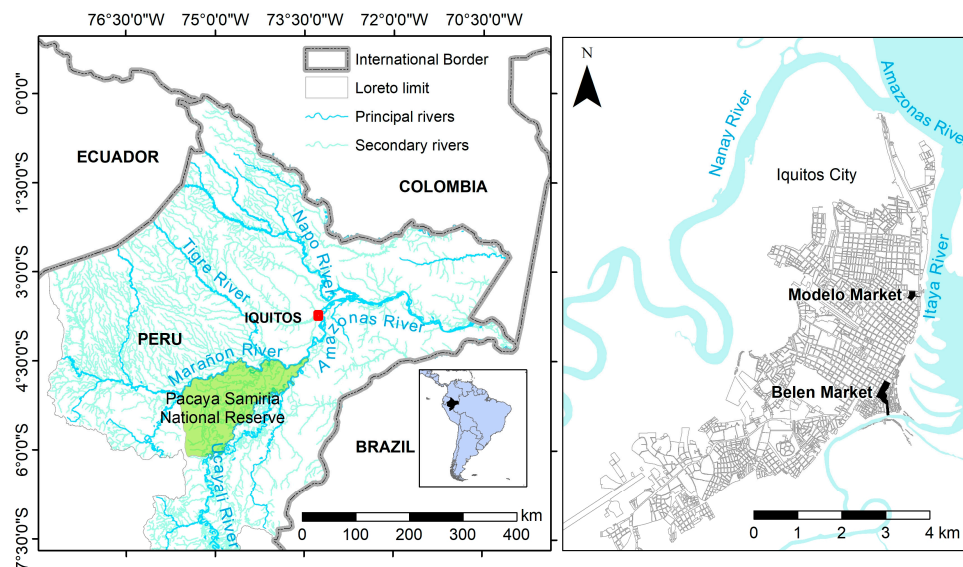 76°30'0"W 75°00'W 73°30'0"W 72°0'W 70°30'0"W
0°0'0"
1°30'0"S
3°0'0"S
4°30'0"S
6°0'0"S
7°30'0"S
International Border
Loreto limit
Principal rivers
Secondary rivers
ECUADOR
COLOMBIA
Napo River
Tigre River
IQUITOS
Amazonas River
PERU
Marañon River
Pacaya Samiria
National Reserve
Ucayali River
BRAZIL
km
0 100 200 300 400
N
Nanay River
Amazonas River
Iquitos City
Itaya River
Modelo Market
Belen Market
0 1 2 3 4 km